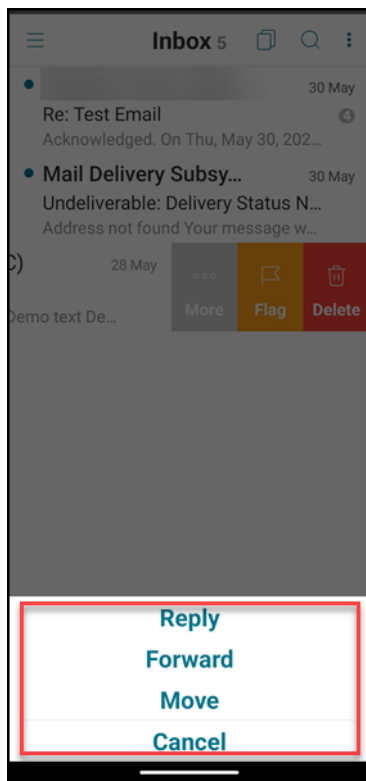 Inbox 5
30 May
Re: Test Email 4
Acknowledged. On Thu, May 30, 202...
Mail Delivery Subsy... 30 May
Undeliverable: Delivery Status N...
Address not found Your message w...
C) 28 May
Demo text De...
More Flag Delete
Reply
Forward
Move
Cancel